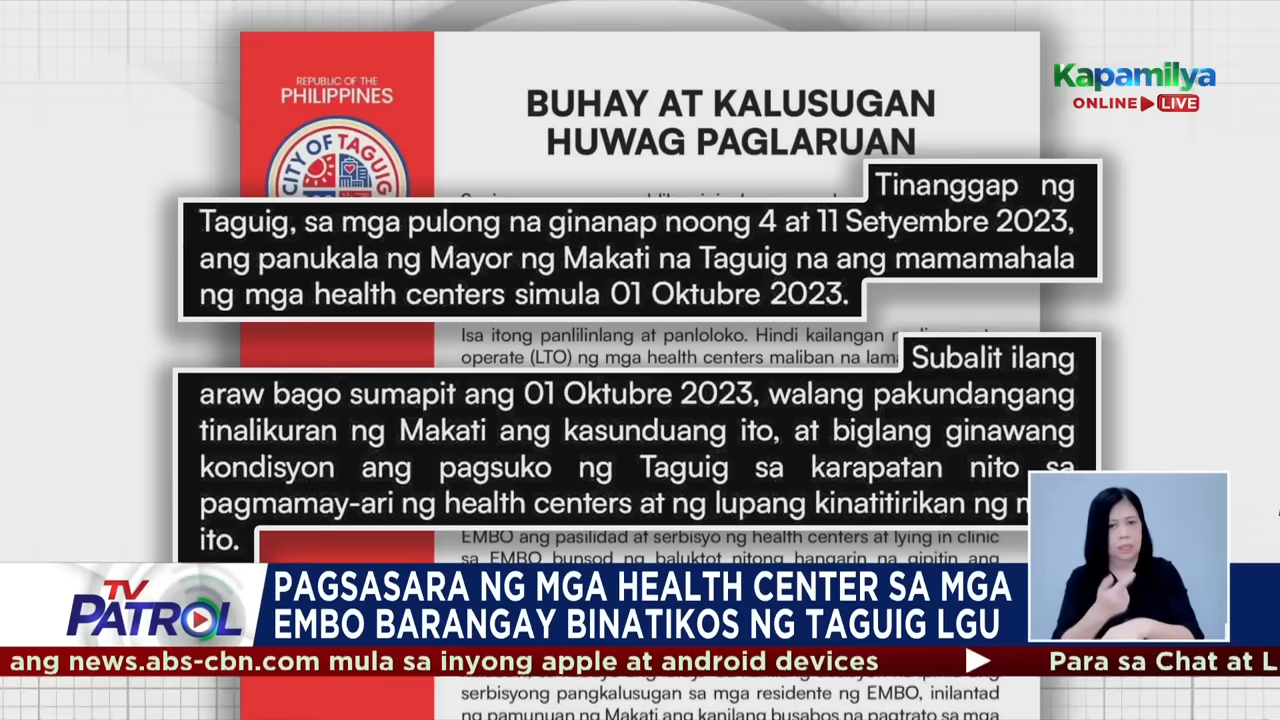 REPUBLIC OF THE
PHILIPPINES
CITY OF TAGUIG
BUHAY AT KALUSUGAN
HUWAG PAGLARUAN
Kapamilya
ONLINE LIVE
Tinanggap ng
Taguig, sa mga pulong na ginanap noong 4 at 11 Setyembre 2023,
ang panukala ng Mayor ng Makati na Taguig na ang mamamahala
ng mga health centers simula 01 Oktubre 2023.
Isa itong panlilinlang at panloloko. Hindi kailangan
operate (LTO) ng mga health centers maliban na
Subalit ilang
araw bago sumapit ang 01 Oktubre 2023, walang pakundangang
tinalikuran ng Makati ang kasunduang ito, at biglang ginawang
kondisyon ang pagsuko ng Taguig sa karapatan nito sa
pagmamay-ari ng health centers at ng lupang kinatitirikan ng
ito.
EMBO ang pasilidad at serbisyo ng health centers at lying in clinic
sa EMBO bunsod ng baluktot nitong hangarin na gipitin ang
TV PATROL
PAGSASARA NG MGA HEALTH CENTER SA MGA
EMBO BARANGAY BINATIKOS NG TAGUIG LGU
ang news.abs-cbn.com mula sa inyong apple at android devices Para sa Chat at
serbisyong pangkalusugan sa mga residente ng EMBO, inilantad
ng pamunuan ng Makati ang kanilang busabos na pagtrato sa mga